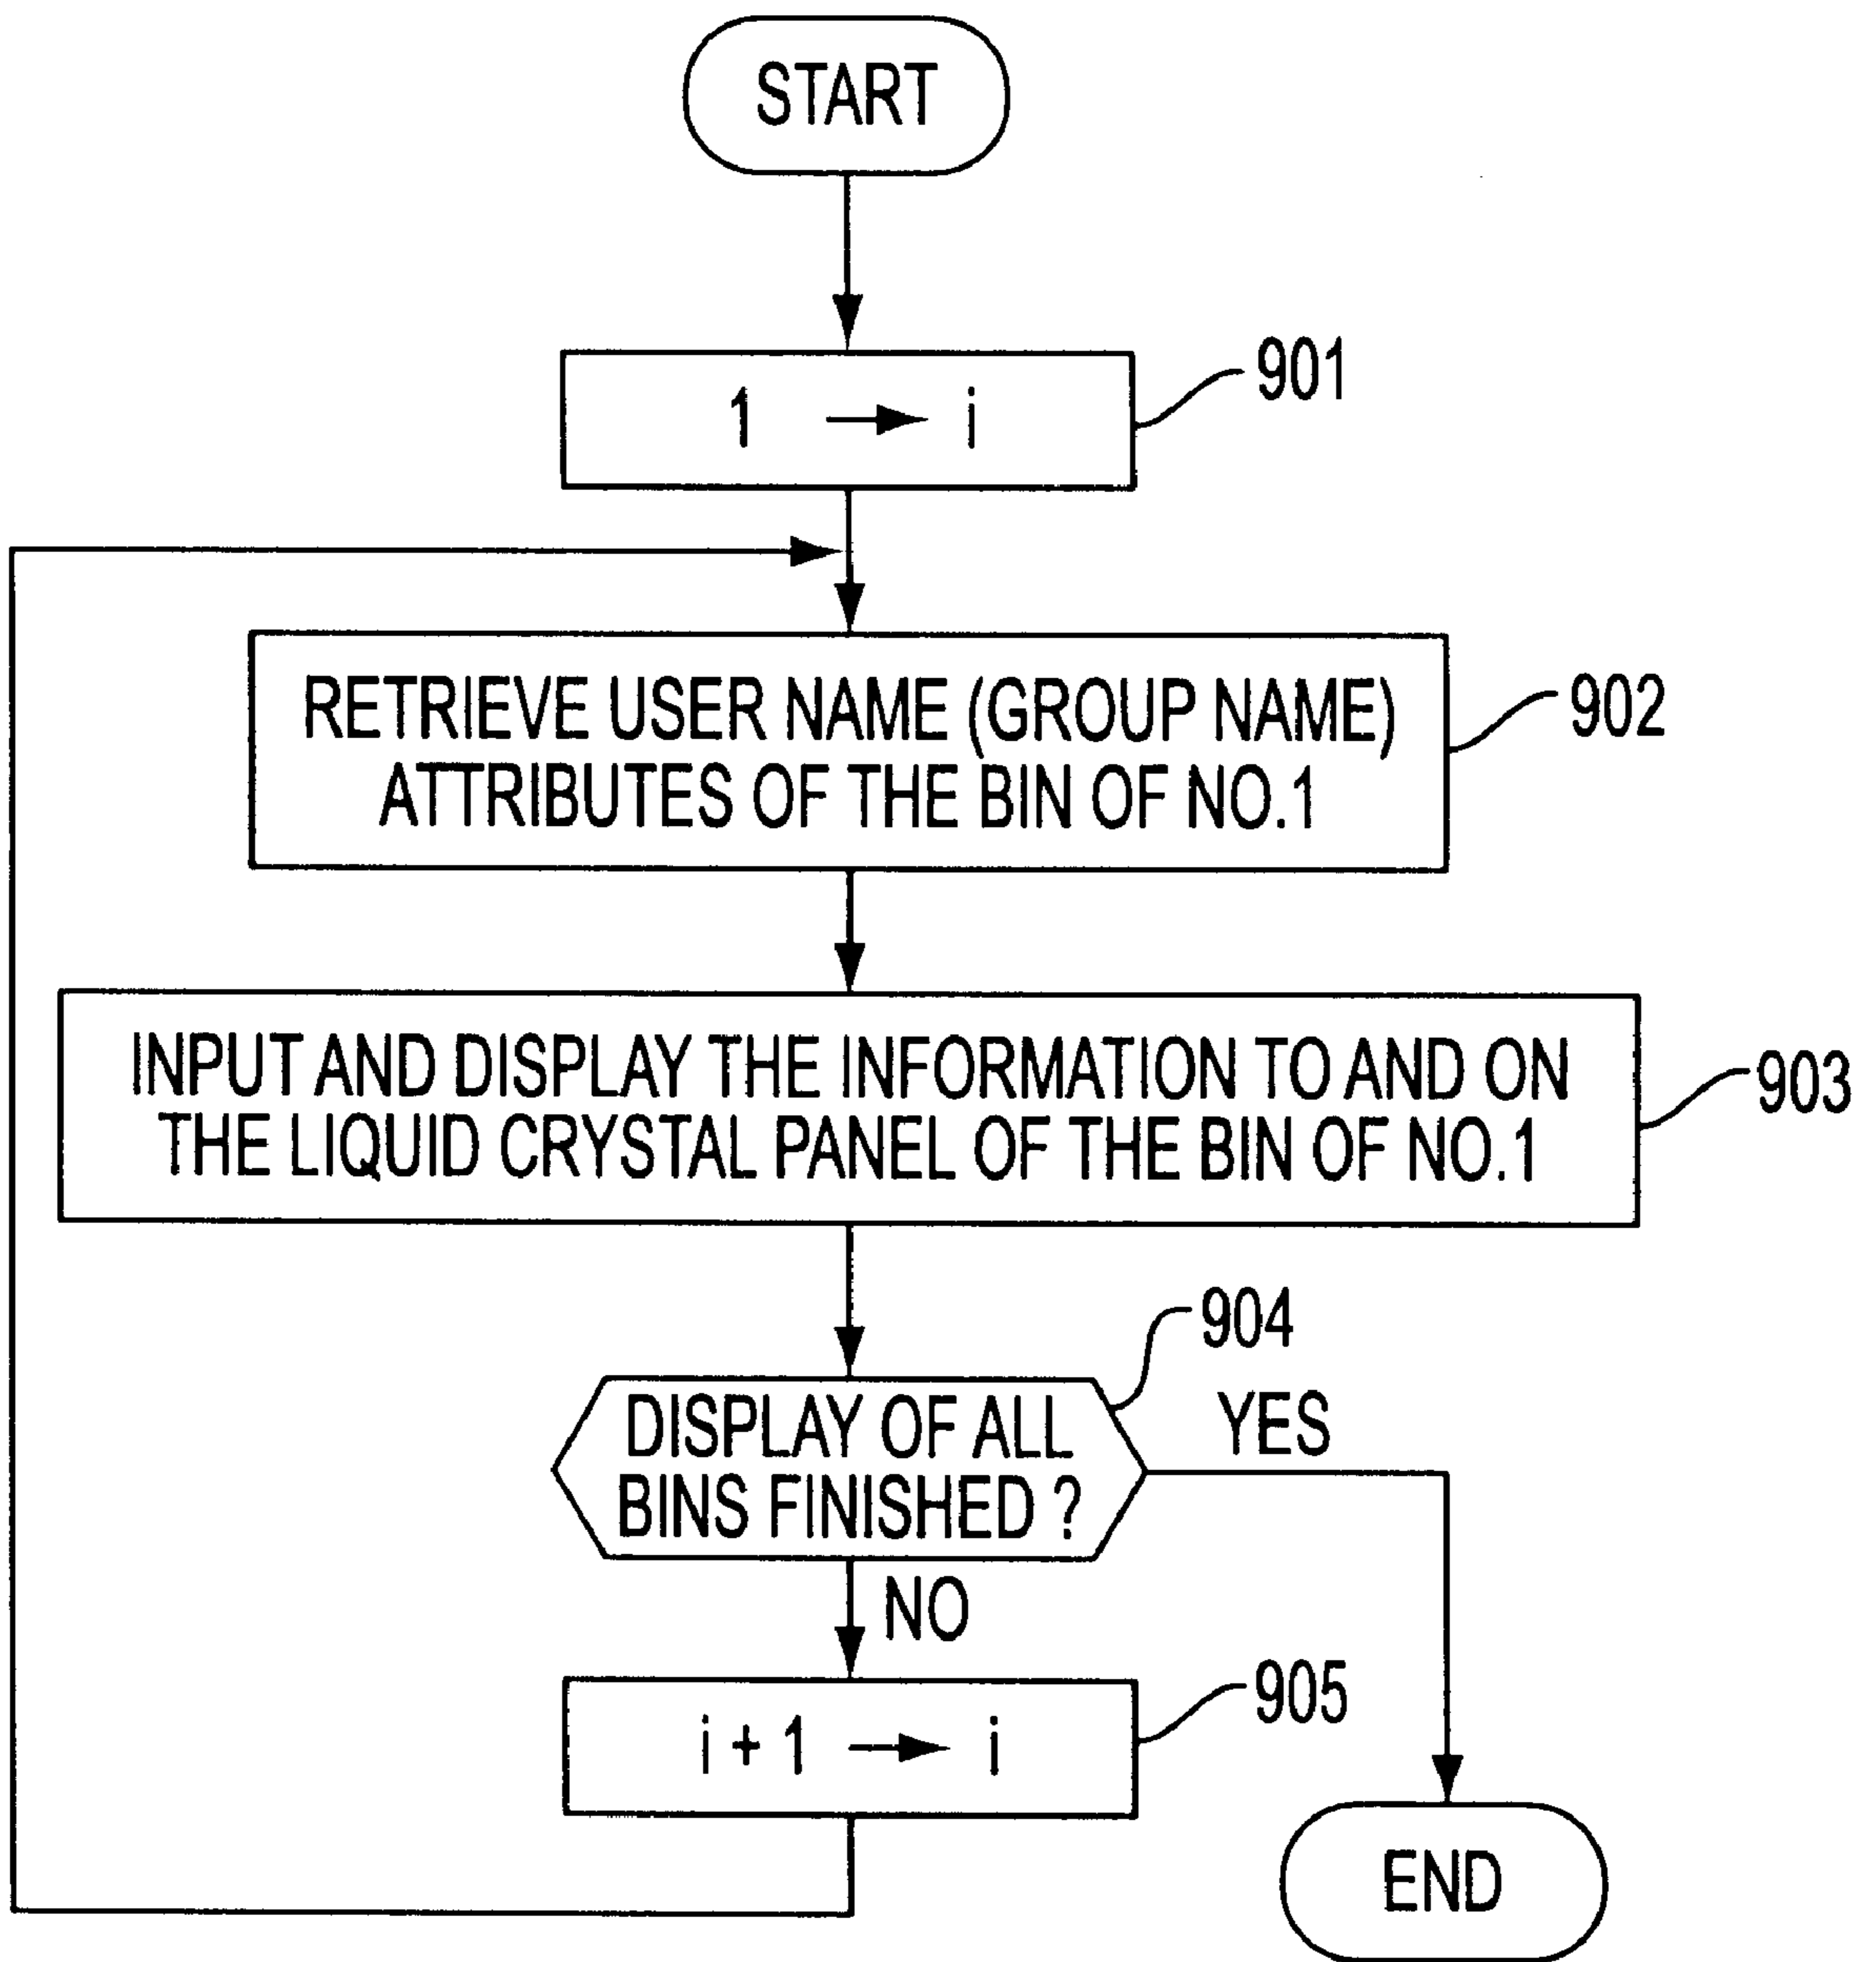 START
1 → i
901
RETRIEVE USER NAME (GROUP NAME)
ATTRIBUTES OF THE BIN OF NO.1
902
INPUT AND DISPLAY THE INFORMATION TO AND ON
THE LIQUID CRYSTAL PANEL OF THE BIN OF NO.1
903
904
DISPLAY OF ALL
BINS FINISHED ?
YES
NO
i + 1 → i
905
END